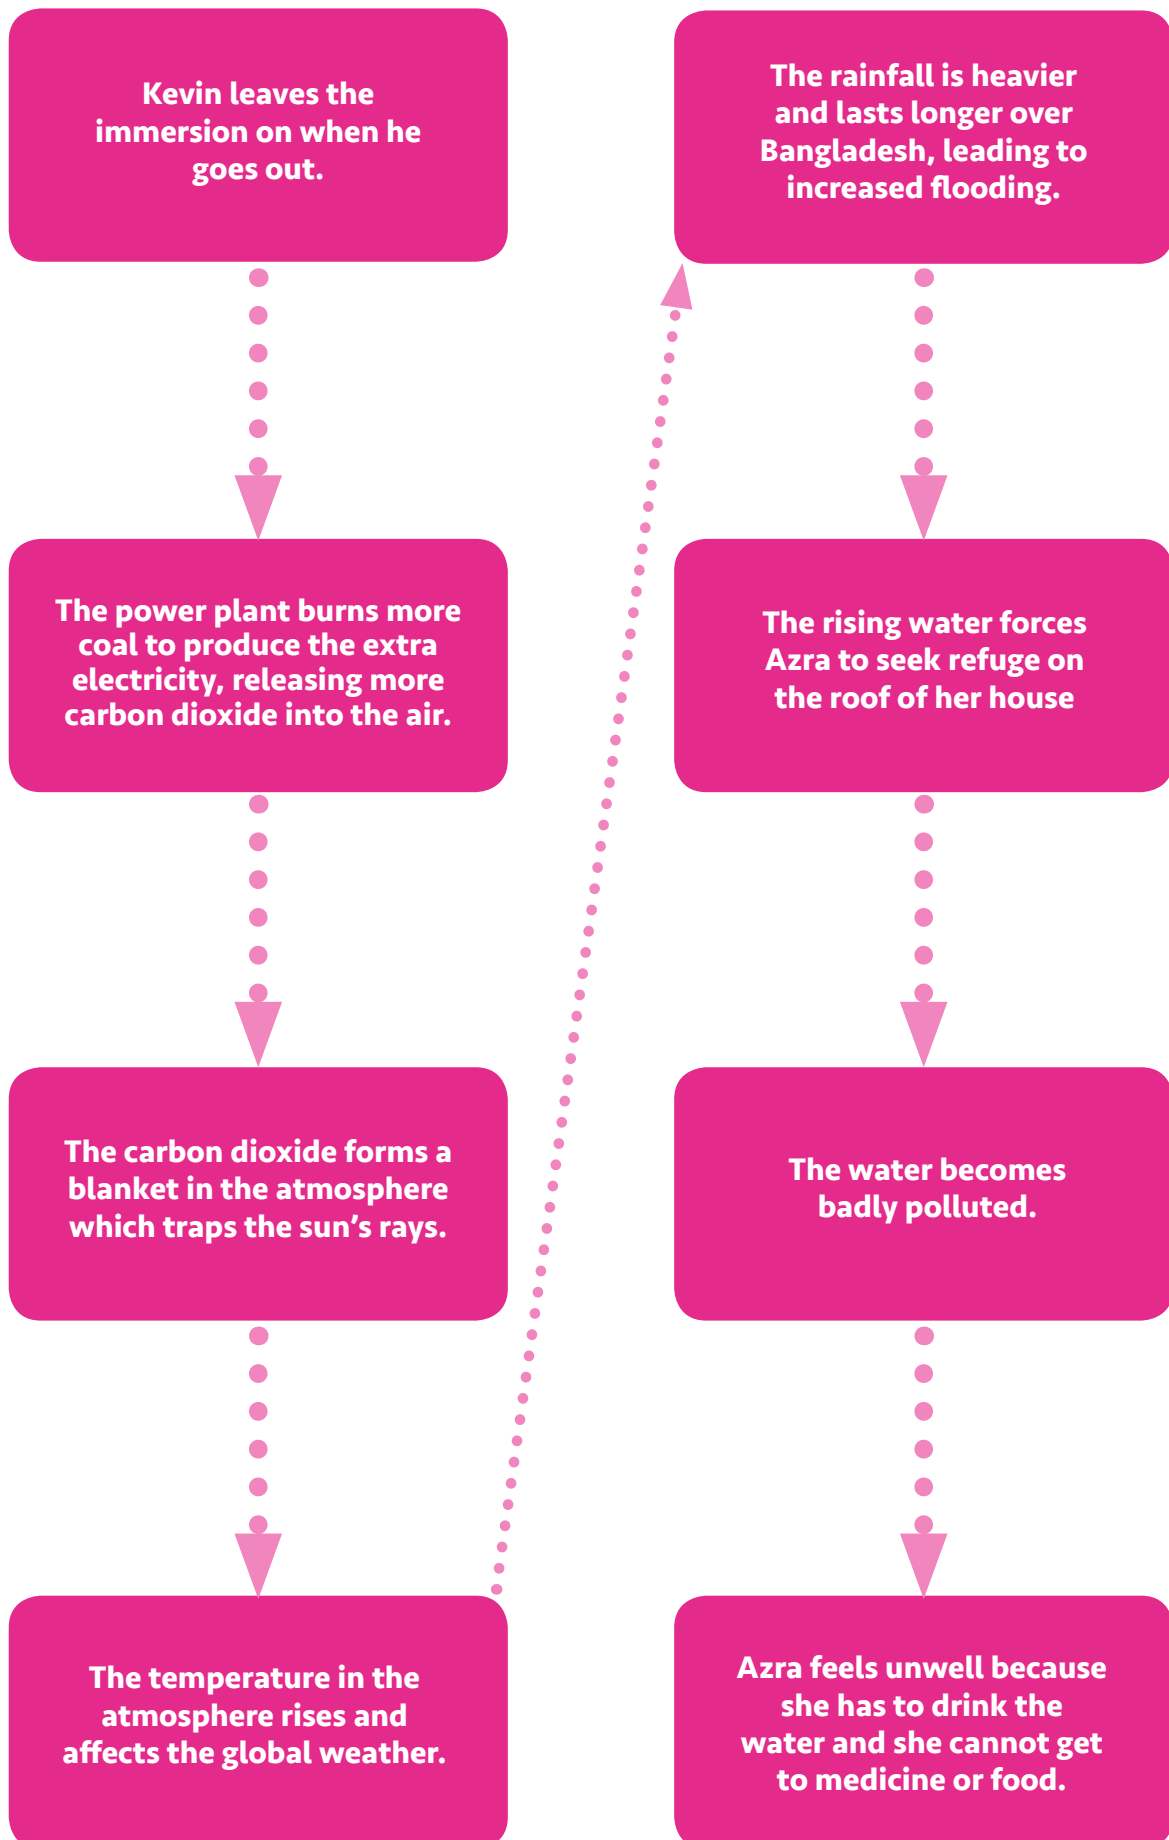 Kevin leaves the
immersion on when he
goes out.
The power plant burns more
coal to produce the extra
electricity, releasing more
carbon dioxide into the air.
The carbon dioxide forms a
blanket in the atmosphere
which traps the sun’s rays.
The temperature in the
atmosphere rises and
affects the global weather.
The rainfall is heavier
and lasts longer over
Bangladesh, leading to
increased flooding.
The rising water forces
Azra to seek refuge on
the roof of her house
The water becomes
badly polluted.
Azra feels unwell because
she has to drink the
water and she cannot get
to medicine or food.